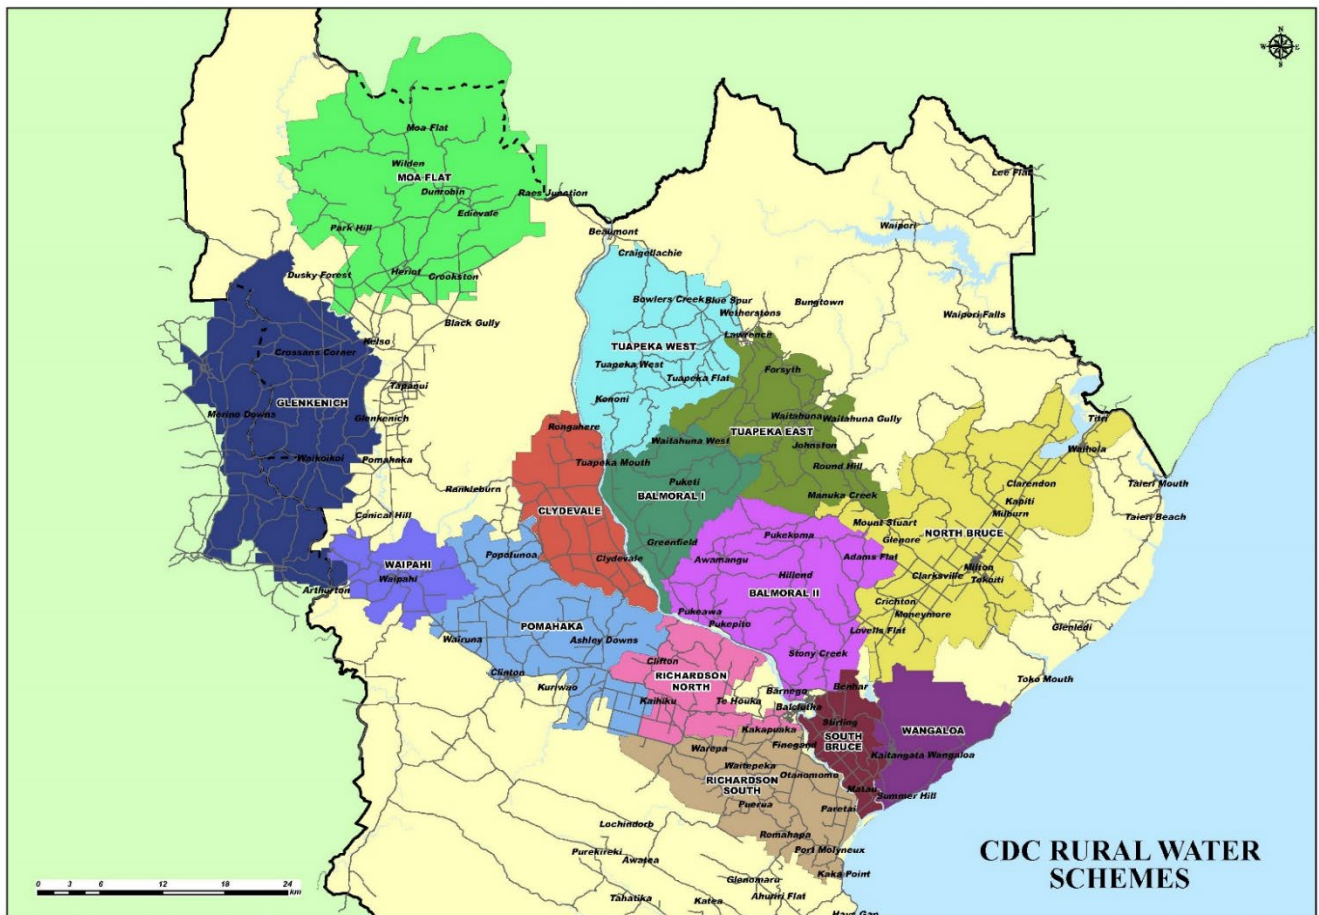 N
W E
S
Moa Flat
Wilden
MOA FLAT
Dunrobin
Raes Junction
Edievale
Park Hill
Lee Flat
Beaumont
Waipori
Craigellachie
Dusky Forest
Heriot
Crookston
Bowlers Creek
Blue Spur
Bungtown
Wetherstons
Waipori Falls
Black Gully
Lawrence
Kelso
TUAPEKA WEST
Crossans Corner
Tuapeka West
Forsyth
Tuapeka Flat
Tapanui
GLENKENICH
Kononi
Merino Downs
Glenkenich
Waitahuna
Waitahuna Gully
Titri
Rongahere
TUAPEKA EAST
Waitahuna West
Johnston
Waihola
Waikoikoi
Pomahaka
Tuapeka Mouth
Round Hill
Puketi
Clarendon
Taieri Mouth
Rankleburn
BALMORAL I
Manuka Creek
Kapiti
Conical Hill
CLYDEVALE
Milburn
Taieri Beach
Mount Stuart
NORTH BRUCE
Pukekoma
Glenore
Greenfield
Popotunoa
Clydevale
Awamangu
Adams Flat
WAIPAHI
Milton
Waipahi
Hillend
Clarksville
Tokoiti
Arthurton
BALMORAL II
Crichton
Pukeawa
Moneymore
POMAHAKA
Pukepito
Glenledi
Wairuna
Ashley Downs
Lovells Flat
Stony Creek
Clifton
Clinton
RICHARDSON
NORTH
Toko Mouth
Kuriwao
Barnego
Benhar
Kaihiku
Te Houka
Balclutha
Stirling
Kakapuaka
WANGALOA
SOUTH
BRUCE
Warepa
Finegand
Kaitangata
Wangaloa
Waitepeka
Otanomomo
RICHARDSON
SOUTH
Matau
Summer Hill
Puerua
Paretai
Lochindorb
Romahapa
Purekireki
Port Molyneux
Awatea
Kaka Point
Glenomaru
Tahatika
Katea
Ahuriri Flat
Hays Gap
CDC RURAL WATER
SCHEMES
0 3 6 12 18 24
km